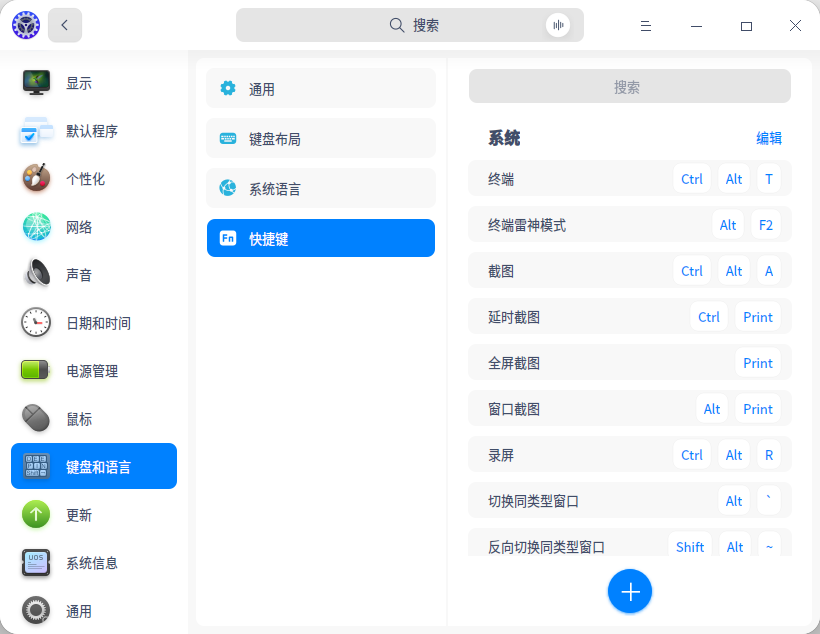 搜索
显示
默认程序
个性化
网络
声音
日期和时间
电源管理
鼠标
键盘和语言
更新
UOS
系统信息
通用
通用
键盘布局
系统语言
Fn 快捷键
搜索
系统 编辑
终端 Ctrl Alt T
终端雷神模式 Alt F2
截图 Ctrl Alt A
延时截图 Ctrl Print
全屏截图 Print
窗口截图 Alt Print
录屏 Ctrl Alt R
切换同类型窗口 Alt `
反向切换同类型窗口 Shift Alt ~